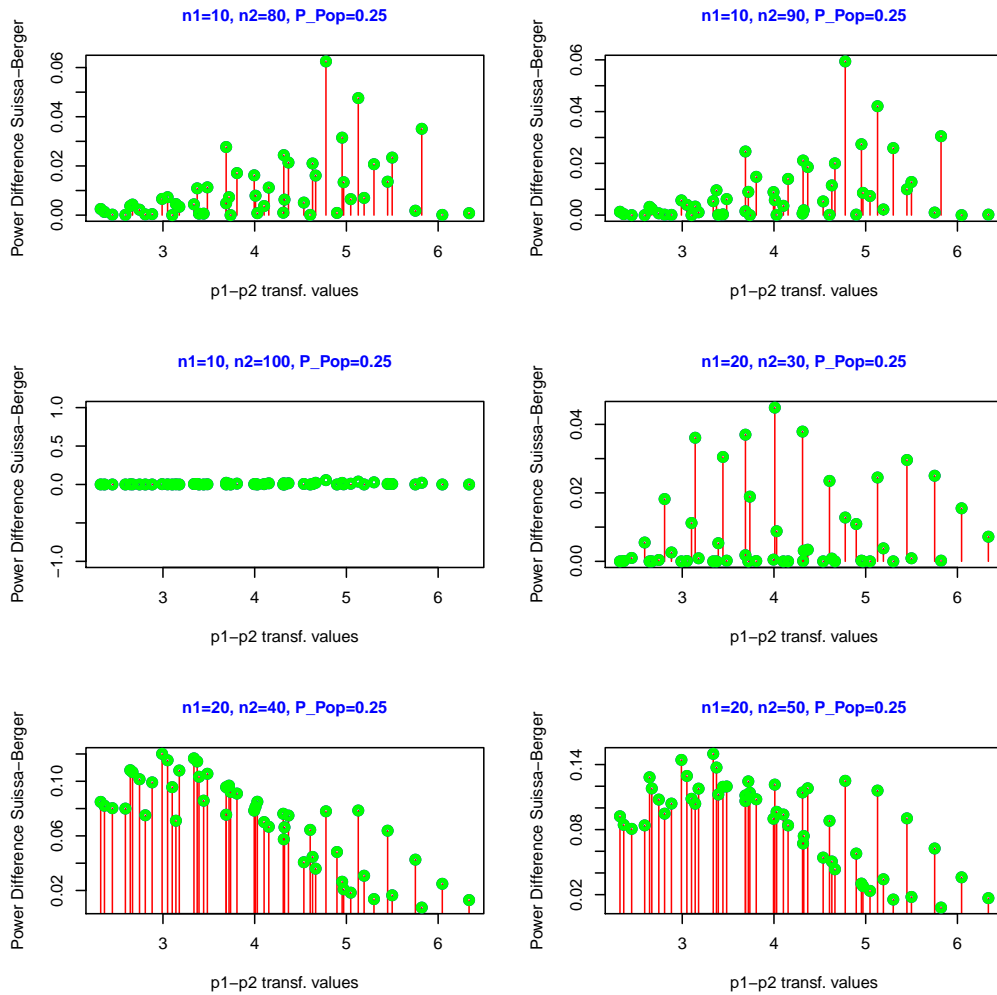 n1=10, n2=80, P_Pop=0.25
Power Difference Suissa−Berger
0.00 0.02 0.04 0.06
3 4 5 6
p1−p2 transf. values
n1=10, n2=90, P_Pop=0.25
Power Difference Suissa−Berger
0.00 0.02 0.04 0.06
3 4 5 6
p1−p2 transf. values
n1=10, n2=100, P_Pop=0.25
Power Difference Suissa−Berger
−1.0 0.0 0.5 1.0
3 4 5 6
p1−p2 transf. values
n1=20, n2=30, P_Pop=0.25
Power Difference Suissa−Berger
0.00 0.02 0.04
3 4 5 6
p1−p2 transf. values
n1=20, n2=40, P_Pop=0.25
Power Difference Suissa−Berger
0.02 0.06 0.10
3 4 5 6
p1−p2 transf. values
n1=20, n2=50, P_Pop=0.25
Power Difference Suissa−Berger
0.02 0.08 0.14
3 4 5 6
p1−p2 transf. values